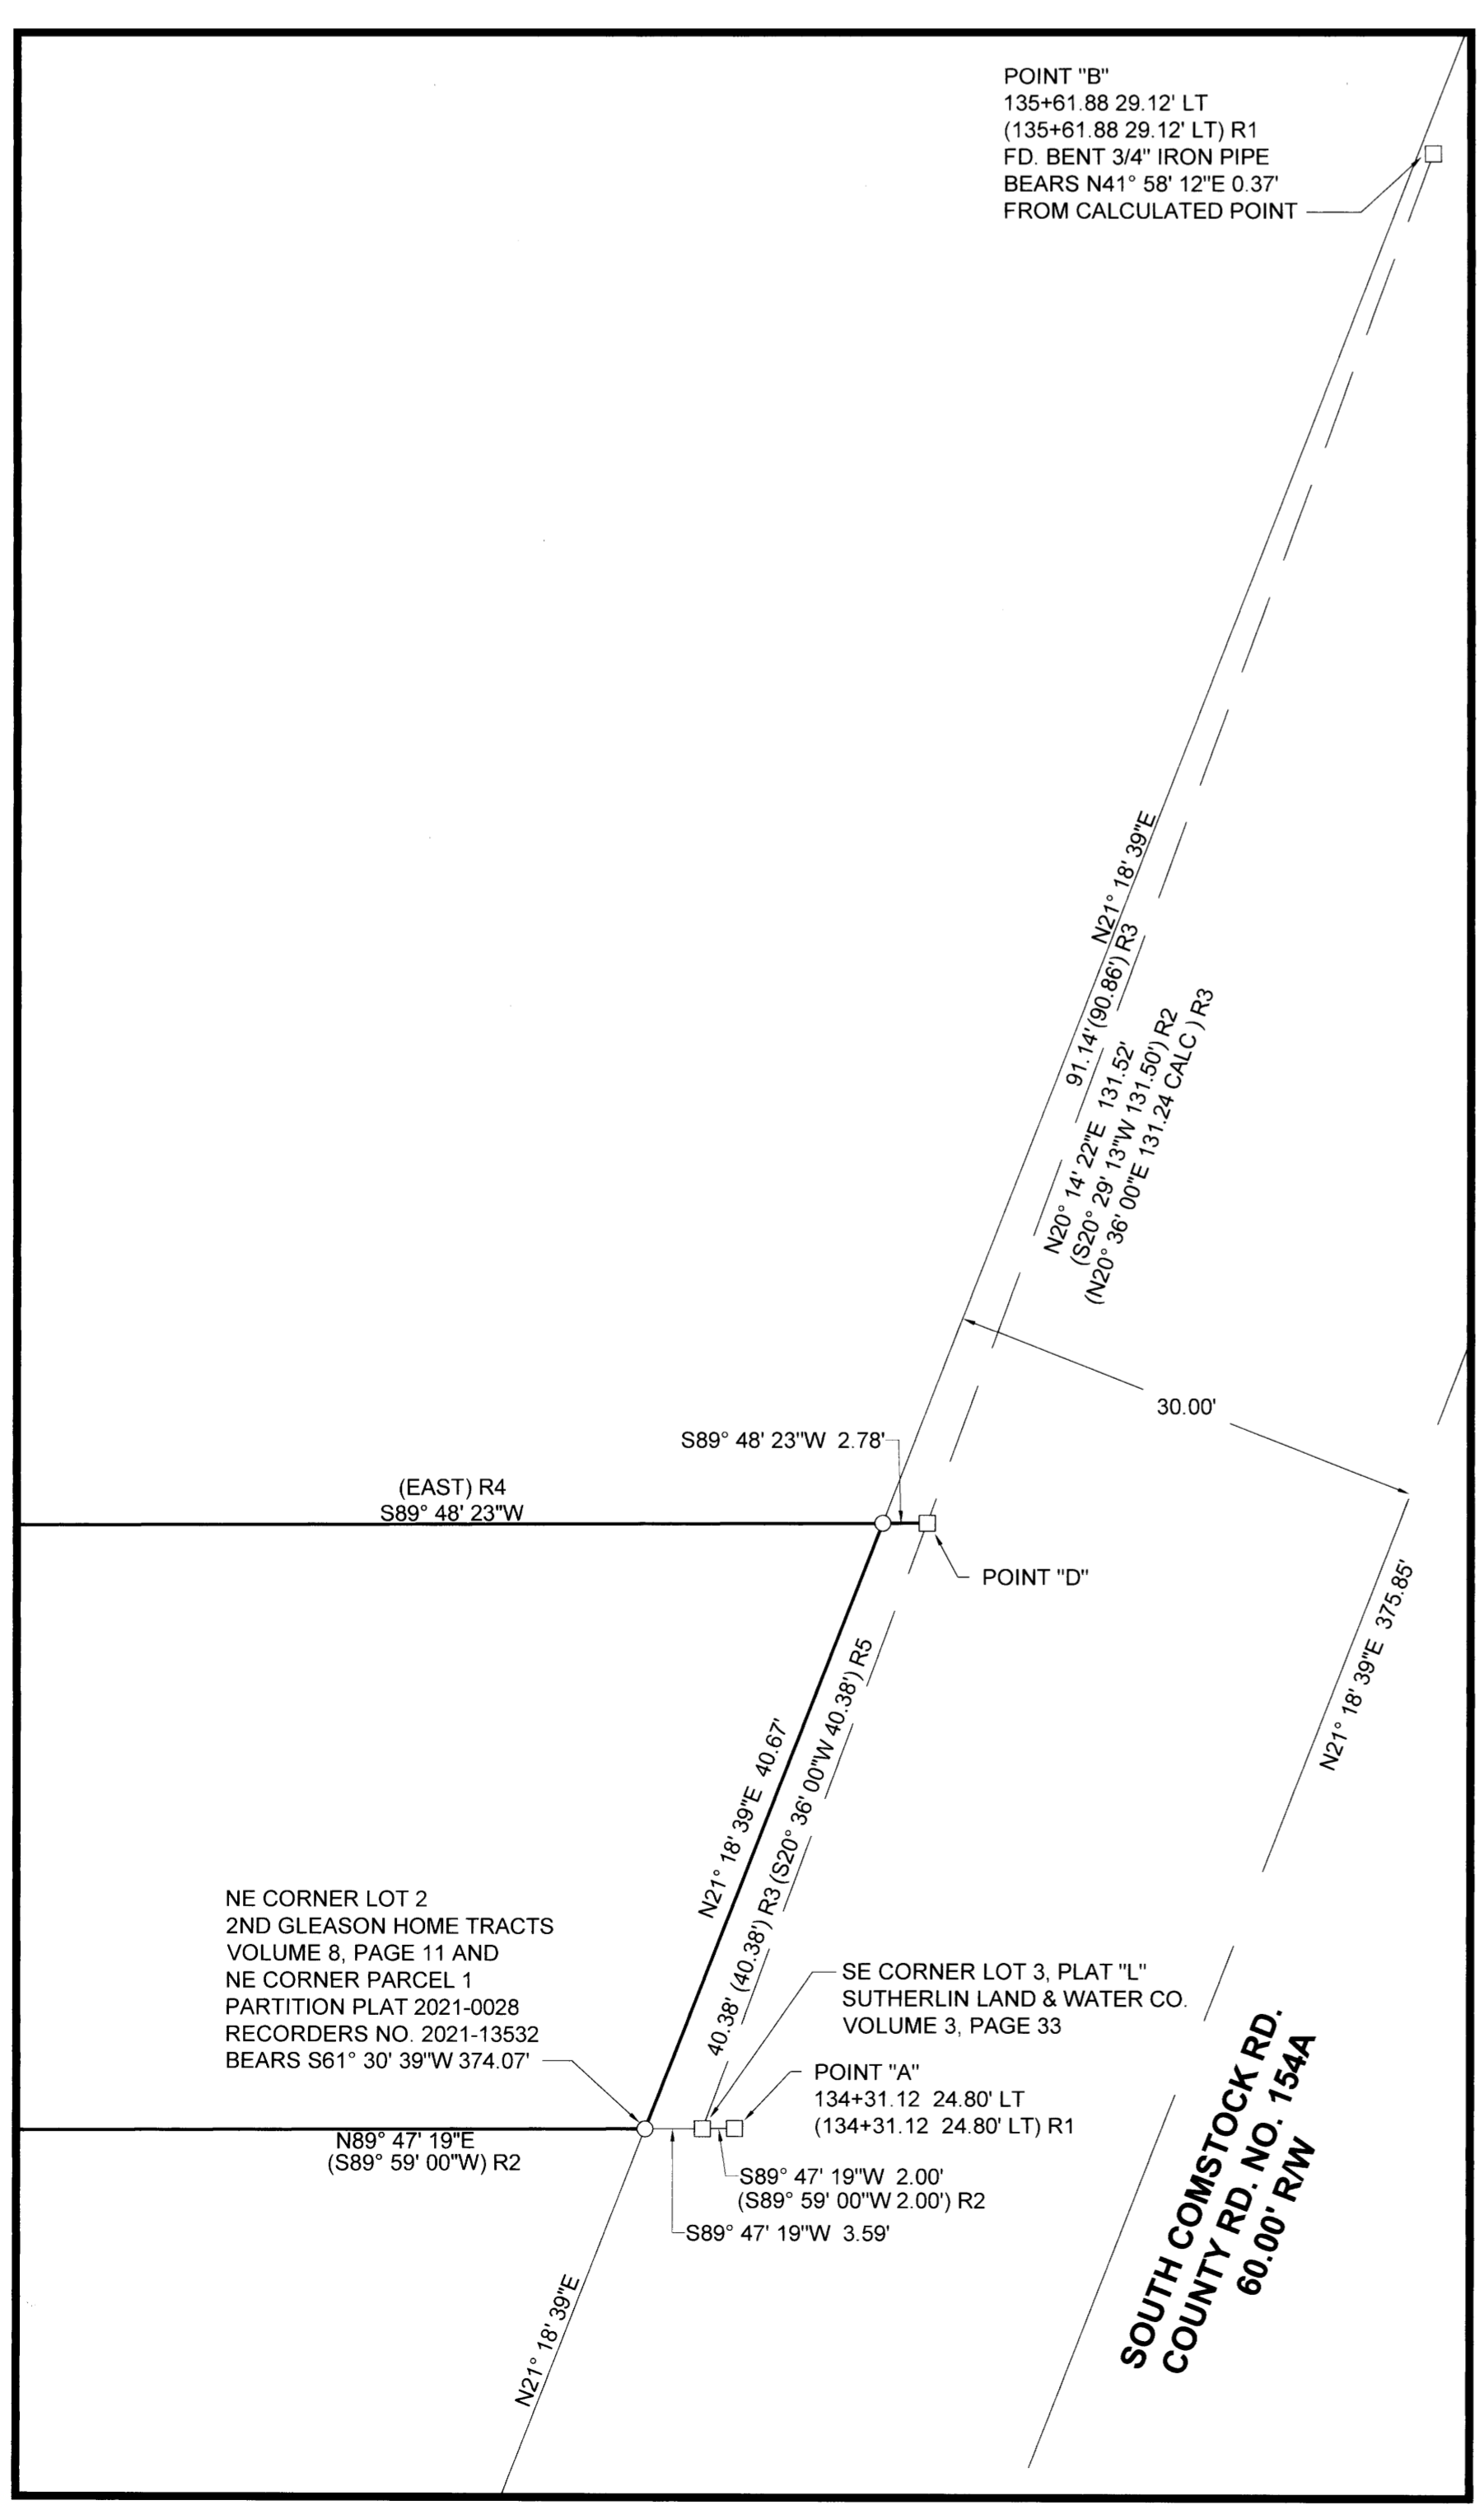 POINT "B"
135+61.88 29.12' LT
(135+61.88 29.12' LT) R1
FD. BENT 3/4" IRON PIPE
BEARS N41° 58' 12"E 0.37'
FROM CALCULATED POINT
N21° 18' 39"E
91.14' (90.86') R3
N20° 14' 22"E 131.52'
(S20° 29' 13"W 131.50') R2
(N20° 36' 00"E 131.24 CALC ) R3
30.00'
S89° 48' 23"W 2.78'
(EAST) R4
S89° 48' 23"W
POINT "D"
N21° 18' 39"E 375.85'
N21° 18' 39"E 40.67'
40.38' (40.38') R3 (S20° 36' 00"W 40.38') R5
NE CORNER LOT 2
2ND GLEASON HOME TRACTS
VOLUME 8, PAGE 11 AND
NE CORNER PARCEL 1
PARTITION PLAT 2021-0028
RECORDERS NO. 2021-13532
BEARS S61° 30' 39"W 374.07'
SE CORNER LOT 3, PLAT "L"
SUTHERLIN LAND & WATER CO.
VOLUME 3, PAGE 33
POINT "A"
134+31.12 24.80' LT
(134+31.12 24.80' LT) R1
N89° 47' 19"E
(S89° 59' 00"W) R2
S89° 47' 19"W 2.00'
(S89° 59' 00"W 2.00') R2
S89° 47' 19"W 3.59'
N21° 18' 39"E
SOUTH COMSTOCK RD.
COUNTY RD. NO. 154A
60.00' R/W